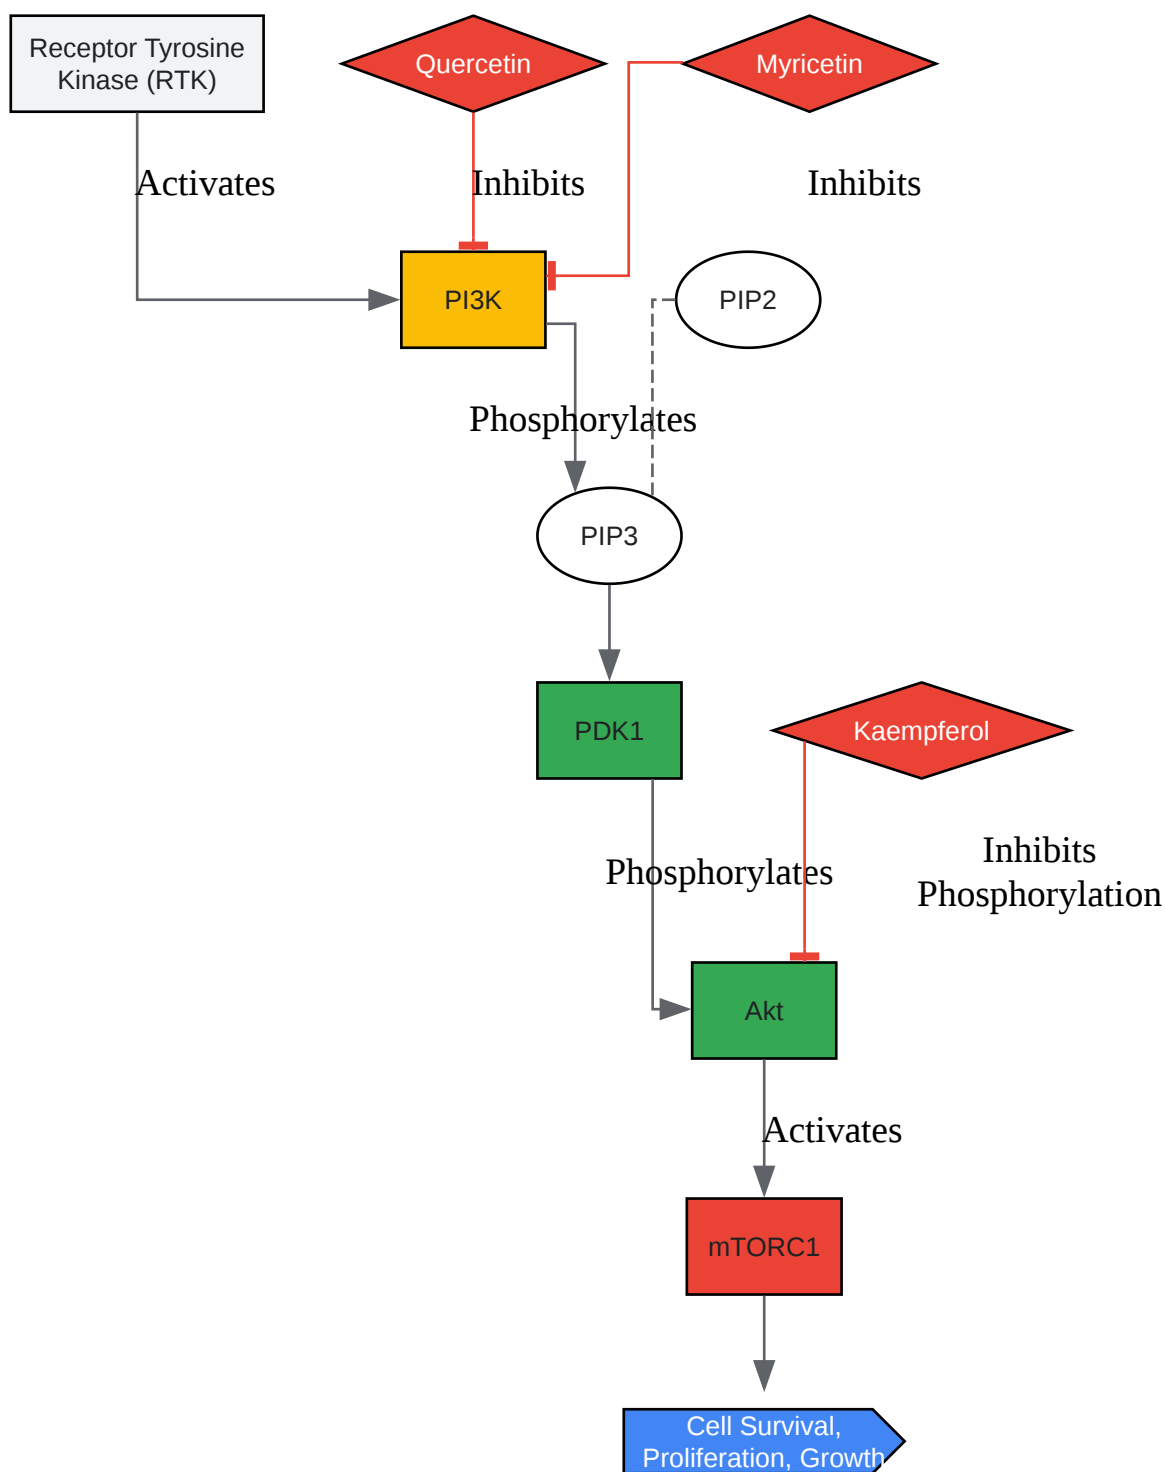 Receptor Tyrosine
Kinase (RTK)
Quercetin
Myricetin
Activates
Inhibits
Inhibits
PI3K
PIP2
Phosphorylates
PIP3
PDK1
Kaempferol
Phosphorylates
Inhibits
Phosphorylation
Akt
Activates
mTORC1
Cell Survival,
Proliferation, Growth